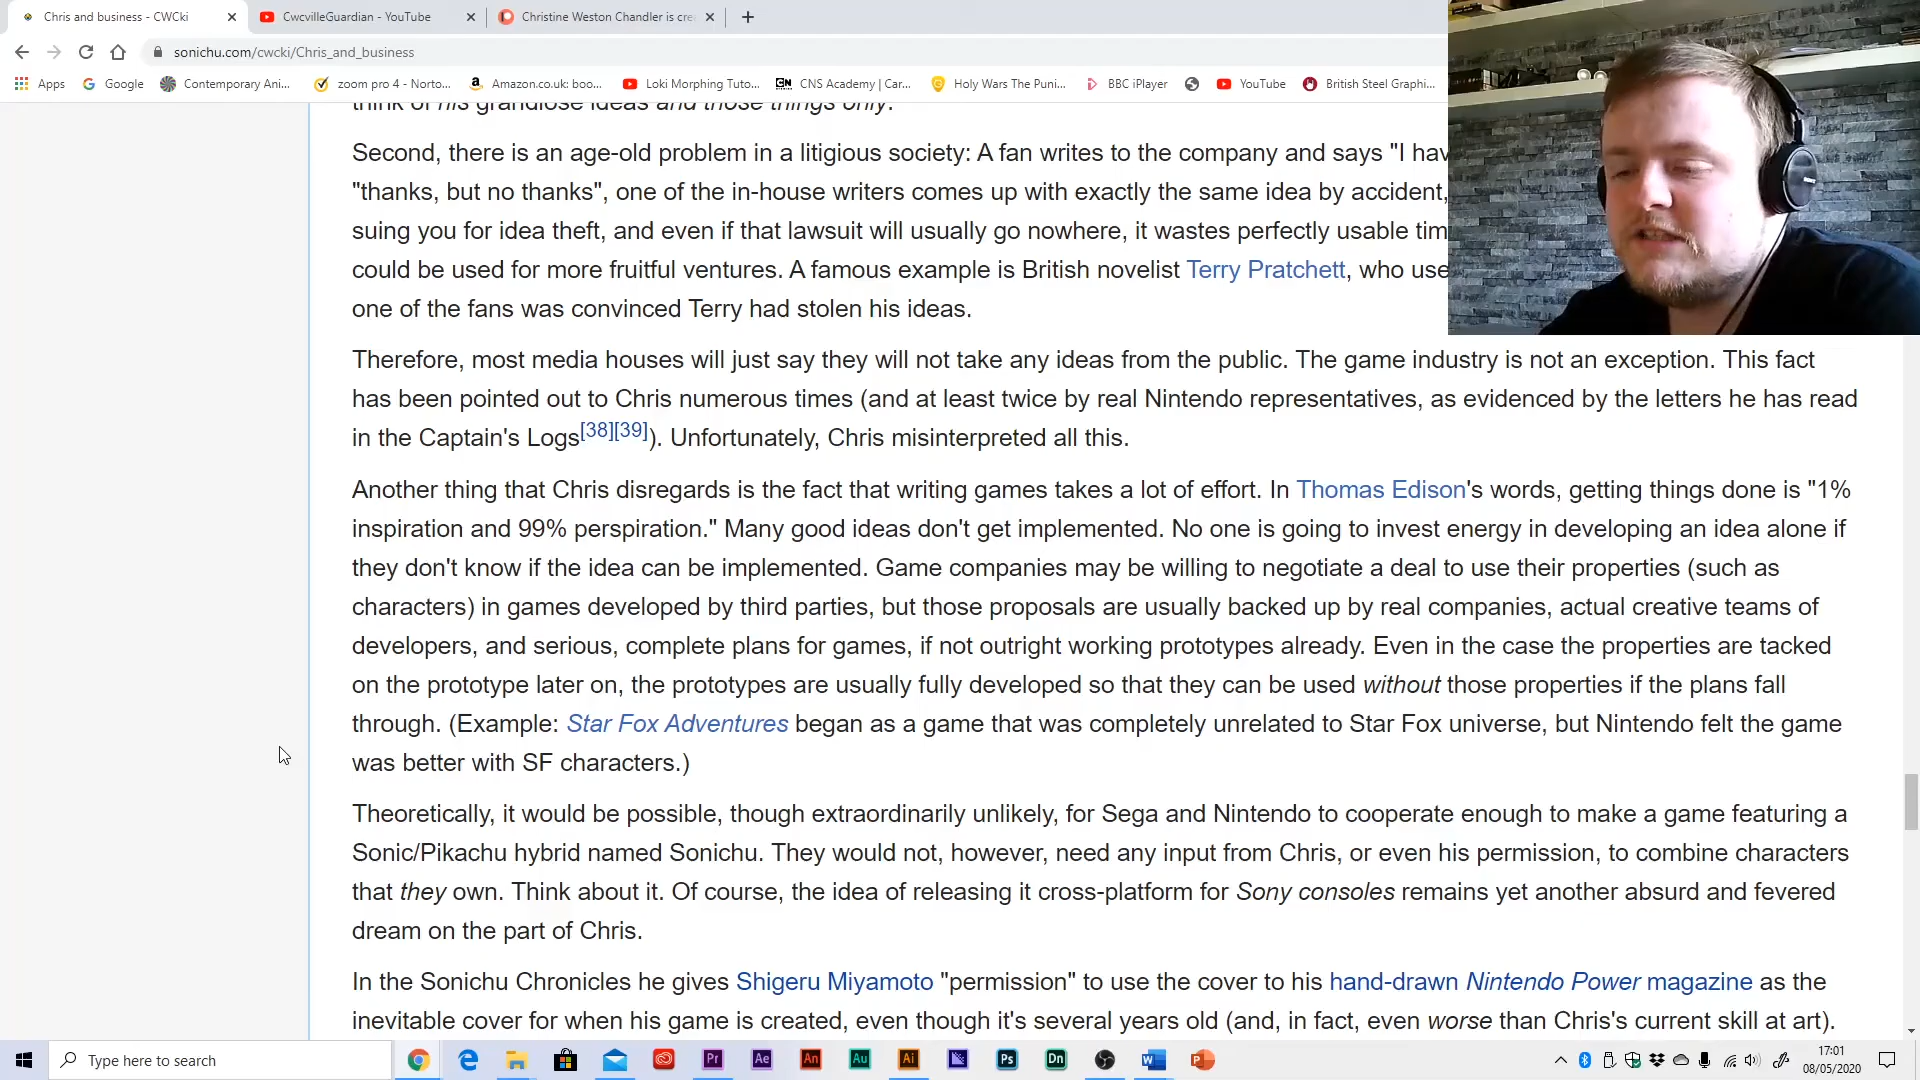 Chris and business - CWCki
CwcvilleGuardian - YouTube
Christine Weston Chandler is cre
sonichu.com/cwcki/Chris_and_business
Apps
Google
Contemporary Ani...
zoom pro 4 - Norto...
Amazon.co.uk: boo...
Loki Morphing Tuto...
CNS Academy | Car...
Holy Wars The Puni...
BBC iPlayer
YouTube
British Steel Graphi...
think of his grandiose ideas and those things only.
Second, there is an age-old problem in a litigious society: A fan writes to the company and says "I hav
"thanks, but no thanks", one of the in-house writers comes up with exactly the same idea by accident,
suing you for idea theft, and even if that lawsuit will usually go nowhere, it wastes perfectly usable tim
could be used for more fruitful ventures. A famous example is British novelist Terry Pratchett, who use
one of the fans was convinced Terry had stolen his ideas.
Therefore, most media houses will just say they will not take any ideas from the public. The game industry is not an exception. This fact
has been pointed out to Chris numerous times (and at least twice by real Nintendo representatives, as evidenced by the letters he has read
in the Captain's Logs[38][39]). Unfortunately, Chris misinterpreted all this.
Another thing that Chris disregards is the fact that writing games takes a lot of effort. In Thomas Edison's words, getting things done is "1%
inspiration and 99% perspiration." Many good ideas don't get implemented. No one is going to invest energy in developing an idea alone if
they don't know if the idea can be implemented. Game companies may be willing to negotiate a deal to use their properties (such as
characters) in games developed by third parties, but those proposals are usually backed up by real companies, actual creative teams of
developers, and serious, complete plans for games, if not outright working prototypes already. Even in the case the properties are tacked
on the prototype later on, the prototypes are usually fully developed so that they can be used without those properties if the plans fall
through. (Example: Star Fox Adventures began as a game that was completely unrelated to Star Fox universe, but Nintendo felt the game
was better with SF characters.)
Theoretically, it would be possible, though extraordinarily unlikely, for Sega and Nintendo to cooperate enough to make a game featuring a
Sonic/Pikachu hybrid named Sonichu. They would not, however, need any input from Chris, or even his permission, to combine characters
that they own. Think about it. Of course, the idea of releasing it cross-platform for Sony consoles remains yet another absurd and fevered
dream on the part of Chris.
In the Sonichu Chronicles he gives Shigeru Miyamoto "permission" to use the cover to his hand-drawn Nintendo Power magazine as the
inevitable cover for when his game is created, even though it's several years old (and, in fact, even worse than Chris's current skill at art).
Type here to search
Pr
Ae
An
Au
Ai
Ps
Dn
17:01
08/05/2020